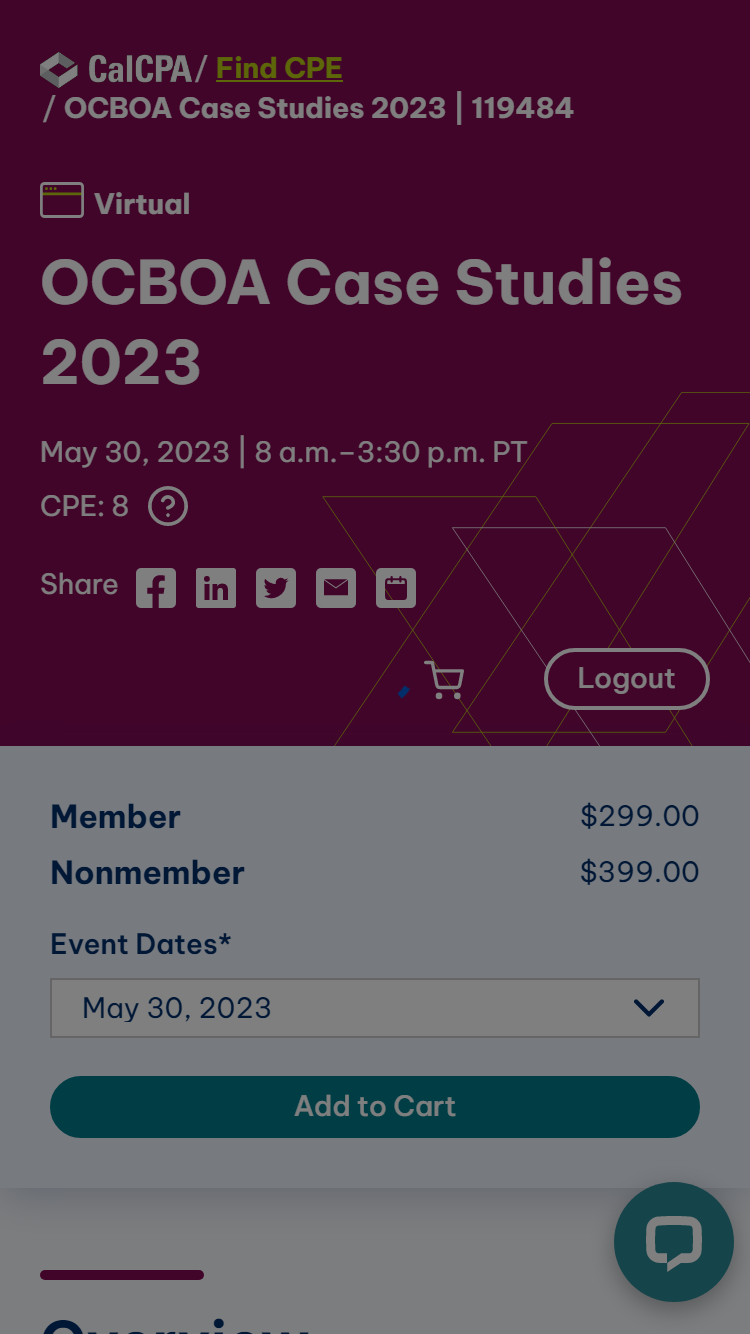 CalCPA / Find CPE
/ OCBOA Case Studies 2023 | 119484
Virtual
OCBOA Case Studies
2023
May 30, 2023 | 8 a.m.–3:30 p.m. PT
CPE: 8 ?
Share
Logout
Member $299.00
Nonmember $399.00
Event Dates*
May 30, 2023
Add to Cart
Overview